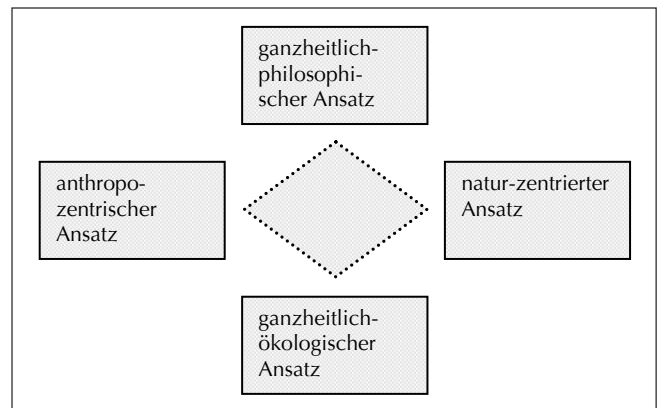 ganzheitlich-
philosophi-
scher Ansatz
anthropo-
zentrischer
Ansatz
natur-zentrierter
Ansatz
ganzheitlich-
ökologischer
Ansatz